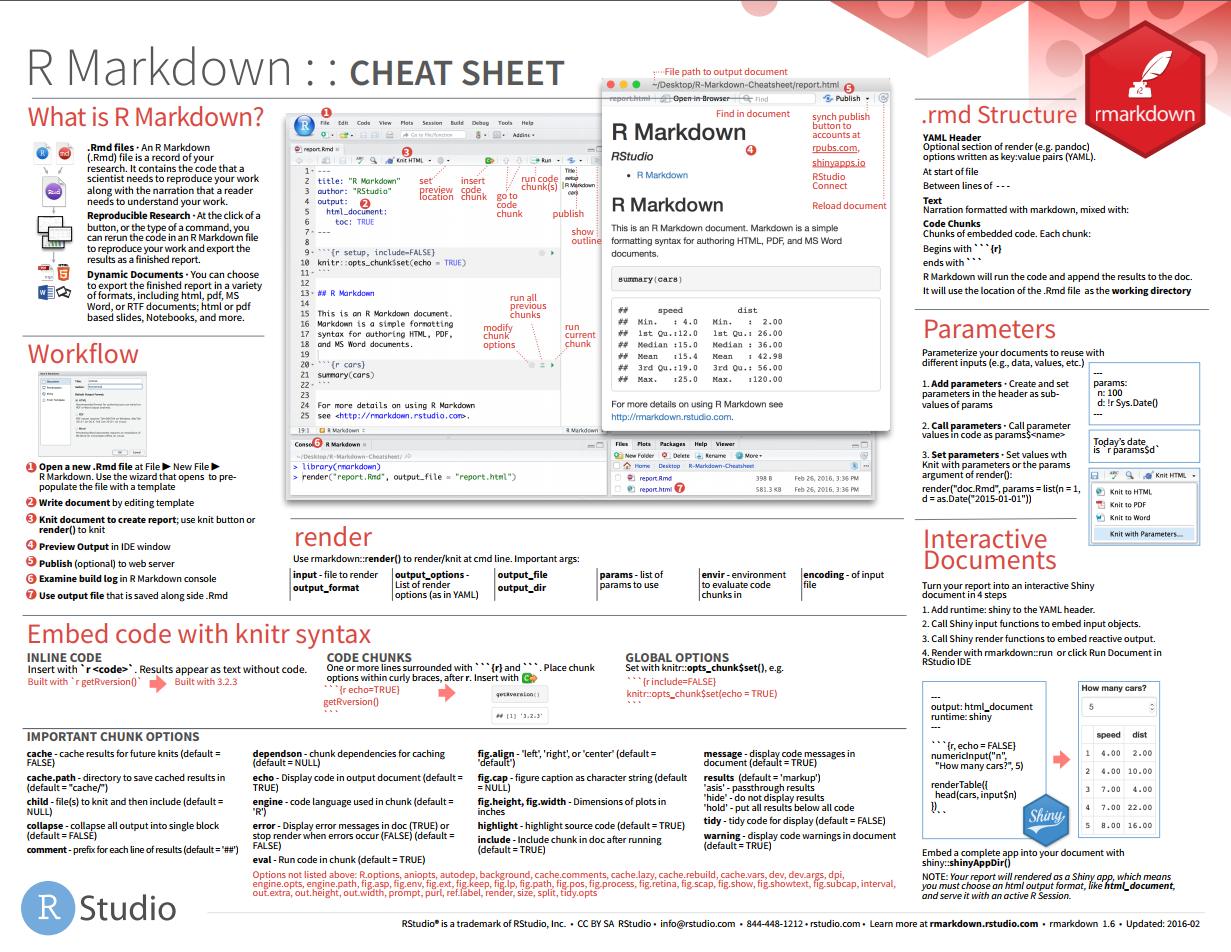 R Markdown : : CHEAT SHEET
rmarkdown
What is R Markdown?
.Rmd files · An R Markdown
(.Rmd) file is a record of your
research. It contains the code that a
scientist needs to reproduce your work
along with the narration that a reader
needs to understand your work.
Reproducible Research · At the click of a
button, or the type of a command, you
can rerun the code in an R Markdown file
to reproduce your work and export the
results as a finished report.
Dynamic Documents · You can choose
to export the finished report in a variety
of formats, including html, pdf, MS
Word, or RTF documents; html or pdf
based slides, Notebooks, and more.
Workflow
1 Open a new .Rmd file at File ▶ New File ▶
R Markdown. Use the wizard that opens to pre-
populate the file with a template
2 Write document by editing template
3 Knit document to create report; use knit button or
render() to knit
4 Preview Output in IDE window
5 Publish (optional) to web server
6 Examine build log in R Markdown console
7 Use output file that is saved along side .Rmd
1
File Edit Code View Plots Session Build Debug
Go to file/function
Addins
report.Rmd
3
Knit HTML
Run
1 ---
2 title: "R Markdown"
3 author: "RStudio"
4 output: 2
5 html_document:
6 toc: TRUE
7 ---
8
9 ```{r setup, include=FALSE}
10 knitr::opts_chunk$set(echo = TRUE)
11 ```
12
13 ## R Markdown
14
15 This is an R Markdown document.
16 Markdown is a simple formatting
17 syntax for authoring HTML, PDF,
18 and MS Word documents.
19
20 ```{r cars}
21 summary(cars)
22 ```
23
24 For more details on using R Markdown
25 see <http://rmarkdown.rstudio.com>.
19:1 R Markdown
R Markdown
set
preview
location
insert
code
chunk
go to
code
chunk
run code
chunk(s)
publish
show
outline
Title
setup
R Markdown
cars
run all
previous
chunks
modify
chunk
options
run
current
chunk
Console 6 R Markdown
~/Desktop/R-Markdown-Cheatsheet/
> library(rmarkdown)
> render("report.Rmd", output_file = "report.html")
Files Plots Packages Help Viewer
New Folder Delete Rename More
Home Desktop R-Markdown-Cheatsheet
report.Rmd 398 B Feb 26, 2016, 3:36 PM
report.html 7 581.3 KB Feb 26, 2016, 3:36 PM
File path to output document
~/Desktop/R-Markdown-Cheatsheet/report.html
5
report.html Open in Browser Find Publish
Find in document
synch publish
button to
accounts at
rpubs.com,
shinyapps.io
RStudio
Connect
Reload document
R Markdown
4
RStudio
• R Markdown
R Markdown
This is an R Markdown document. Markdown is a simple
formatting syntax for authoring HTML, PDF, and MS Word
documents.
summary(cars)
## speed dist
## Min. : 4.0 Min. : 2.00
## 1st Qu.:12.0 1st Qu.: 26.00
## Median :15.0 Median : 36.00
## Mean :15.4 Mean : 42.98
## 3rd Qu.:19.0 3rd Qu.: 56.00
## Max. :25.0 Max. :120.00
For more details on using R Markdown see
http://rmarkdown.rstudio.com.
render
Use rmarkdown::render() to render/knit at cmd line. Important args:
input - file to render
output_format
output_options -
List of render
options (as in YAML)
output_file
output_dir
params - list of
params to use
envir - environment
to evaluate code
chunks in
encoding - of input
file
Embed code with knitr syntax
INLINE CODE
Insert with `r <code>`. Results appear as text without code.
Built with `r getRversion()` Built with 3.2.3
CODE CHUNKS
One or more lines surrounded with ```{r} and ```. Place chunk
options within curly braces, after r. Insert with
```{r echo=TRUE}
getRversion()
```
getRversion()
## [1] '3.2.3'
GLOBAL OPTIONS
Set with knitr::opts_chunk$set(), e.g.
```{r include=FALSE}
knitr::opts_chunk$set(echo = TRUE)
```
IMPORTANT CHUNK OPTIONS
cache - cache results for future knits (default =
FALSE)
cache.path - directory to save cached results in
(default = "cache/")
child - file(s) to knit and then include (default =
NULL)
collapse - collapse all output into single block
(default = FALSE)
comment - prefix for each line of results (default = '##')
dependson - chunk dependencies for caching
(default = NULL)
echo - Display code in output document (default =
TRUE)
engine - code language used in chunk (default =
'R')
error - Display error messages in doc (TRUE) or
stop render when errors occur (FALSE) (default =
FALSE)
eval - Run code in chunk (default = TRUE)
fig.align - 'left', 'right', or 'center' (default =
'default')
fig.cap - figure caption as character string (default
= NULL)
fig.height, fig.width - Dimensions of plots in
inches
highlight - highlight source code (default = TRUE)
include - Include chunk in doc after running
(default = TRUE)
message - display code messages in
document (default = TRUE)
results (default = 'markup')
'asis' - passthrough results
'hide' - do not display results
'hold' - put all results below all code
tidy - tidy code for display (default = FALSE)
warning - display code warnings in document
(default = TRUE)
Options not listed above: R.options, aniopts, autodep, background, cache.comments, cache.lazy, cache.rebuild, cache.vars, dev, dev.args, dpi,
engine.opts, engine.path, fig.asp, fig.env, fig.ext, fig.keep, fig.lp, fig.path, fig.pos, fig.process, fig.retina, fig.scap, fig.show, fig.showtext, fig.subcap, interval,
out.extra, out.height, out.width, prompt, purl, ref.label, render, size, split, tidy.opts
.rmd Structure
YAML Header
Optional section of render (e.g. pandoc)
options written as key:value pairs (YAML).
At start of file
Between lines of - - -
Text
Narration formatted with markdown, mixed with:
Code Chunks
Chunks of embedded code. Each chunk:
Begins with ```{r}
ends with ```
R Markdown will run the code and append the results to the doc.
It will use the location of the .Rmd file as the working directory
Parameters
Parameterize your documents to reuse with
different inputs (e.g., data, values, etc.)
1. Add parameters · Create and set
parameters in the header as sub-
values of params
2. Call parameters · Call parameter
values in code as params$<name>
3. Set parameters · Set values wth
Knit with parameters or the params
argument of render():
render("doc.Rmd", params = list(n = 1,
d = as.Date("2015-01-01"))
---
params:
n: 100
d: !r Sys.Date()
---
Today's date
is `r params$d`
Knit HTML
Knit to HTML
Knit to PDF
Knit to Word
Knit with Parameters...
Interactive
Documents
Turn your report into an interactive Shiny
document in 4 steps
1. Add runtime: shiny to the YAML header.
2. Call Shiny input functions to embed input objects.
3. Call Shiny render functions to embed reactive output.
4. Render with rmarkdown::run or click Run Document in
RStudio IDE
---
output: html_document
runtime: shiny
---
```{r, echo = FALSE}
numericInput("n",
"How many cars?", 5)
renderTable({
head(cars, input$n)
})
```
Shiny
How many cars?
5
speed dist
1 4.00 2.00
2 4.00 10.00
3 7.00 4.00
4 7.00 22.00
5 8.00 16.00
Embed a complete app into your document with
shiny::shinyAppDir()
NOTE: Your report will rendered as a Shiny app, which means
you must choose an html output format, like html_document,
and serve it with an active R Session.
R Studio
RStudio® is a trademark of RStudio, Inc. • CC BY SA RStudio • info@rstudio.com • 844-448-1212 • rstudio.com • Learn more at rmarkdown.rstudio.com • rmarkdown 1.6 • Updated: 2016-02